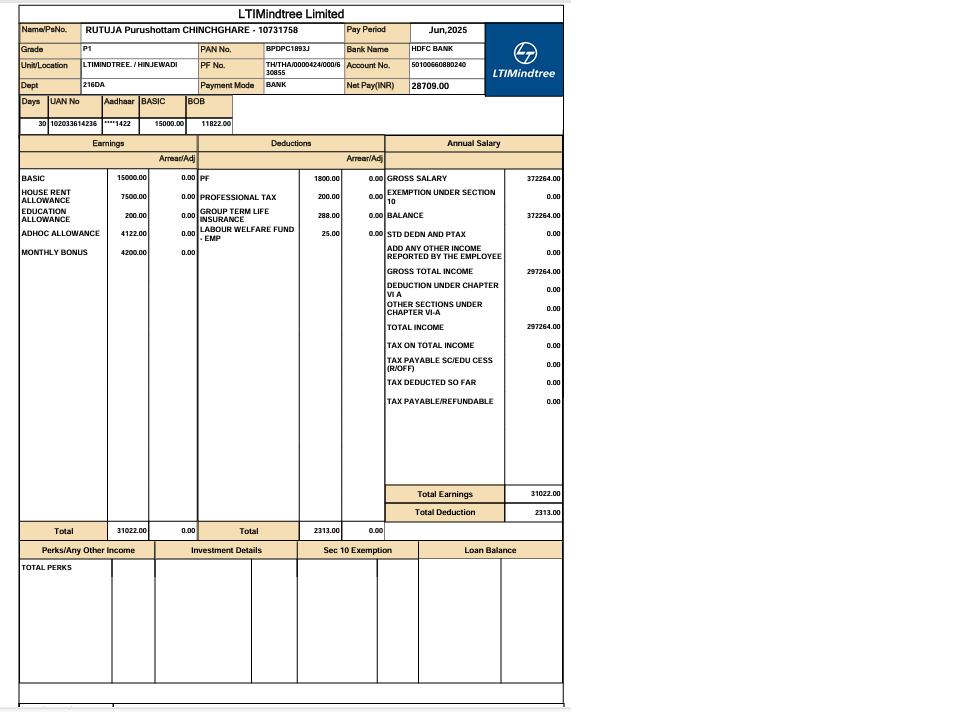 LTIMindtree Limited
Name/PsNo. RUTUJA Purushottam CHINCHGHARE - 10731758 Pay Period Jun,2025
Grade P1 PAN No. BPDPC1893J Bank Name HDFC BANK
Unit/Location LTIMINDTREE. / HINJEWADI PF No. TH/THA/0000424/000/6 Account No. 50100660880240
30855
LTIMindtree
Dept 216DA Payment Mode BANK Net Pay(INR) 28709.00
Days UAN No Aadhaar BASIC BOB
30 102033614236 ****1422 15000.00 11822.00
Earnings Deductions Annual Salary
Arrear/Adj Arrear/Adj
BASIC 15000.00 0.00 PF 1800.00 0.00 GROSS SALARY 372264.00
HOUSE RENT
ALLOWANCE 7500.00 0.00 PROFESSIONAL TAX 200.00 0.00 EXEMPTION UNDER SECTION
10 0.00
EDUCATION
ALLOWANCE 200.00 0.00 GROUP TERM LIFE
INSURANCE 288.00 0.00 BALANCE 372264.00
ADHOC ALLOWANCE 4122.00 0.00 LABOUR WELFARE FUND
- EMP 25.00 0.00 STD DEDN AND PTAX 0.00
MONTHLY BONUS 4200.00 0.00 ADD ANY OTHER INCOME
REPORTED BY THE EMPLOYEE 0.00
GROSS TOTAL INCOME 297264.00
DEDUCTION UNDER CHAPTER
VI A 0.00
OTHER SECTIONS UNDER
CHAPTER VI-A 0.00
TOTAL INCOME 297264.00
TAX ON TOTAL INCOME 0.00
TAX PAYABLE SC/EDU CESS
(R/OFF) 0.00
TAX DEDUCTED SO FAR 0.00
TAX PAYABLE/REFUNDABLE 0.00
Total Earnings 31022.00
Total Deduction 2313.00
Total 31022.00 0.00 Total 2313.00 0.00
Perks/Any Other Income Investment Details Sec 10 Exemption Loan Balance
TOTAL PERKS